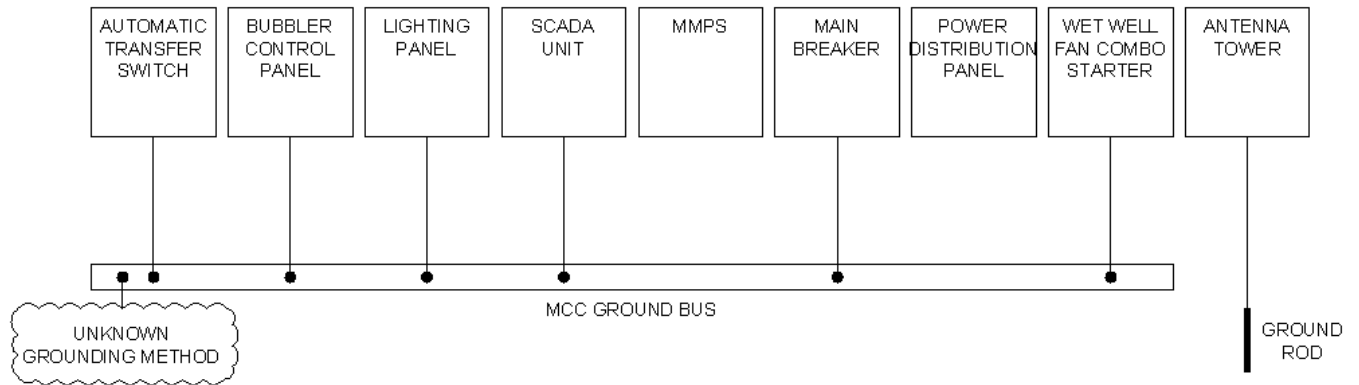 AUTOMATIC
TRANSFER
SWITCH
BUBBLER
CONTROL
PANEL
LIGHTING
PANEL
SCADA
UNIT
MMPS
MAIN
BREAKER
POWER
DISTRIBUTION
PANEL
WET WELL
FAN COMBO
STARTER
ANTENNA
TOWER
MCC GROUND BUS
UNKNOWN
GROUNDING METHOD
GROUND
ROD